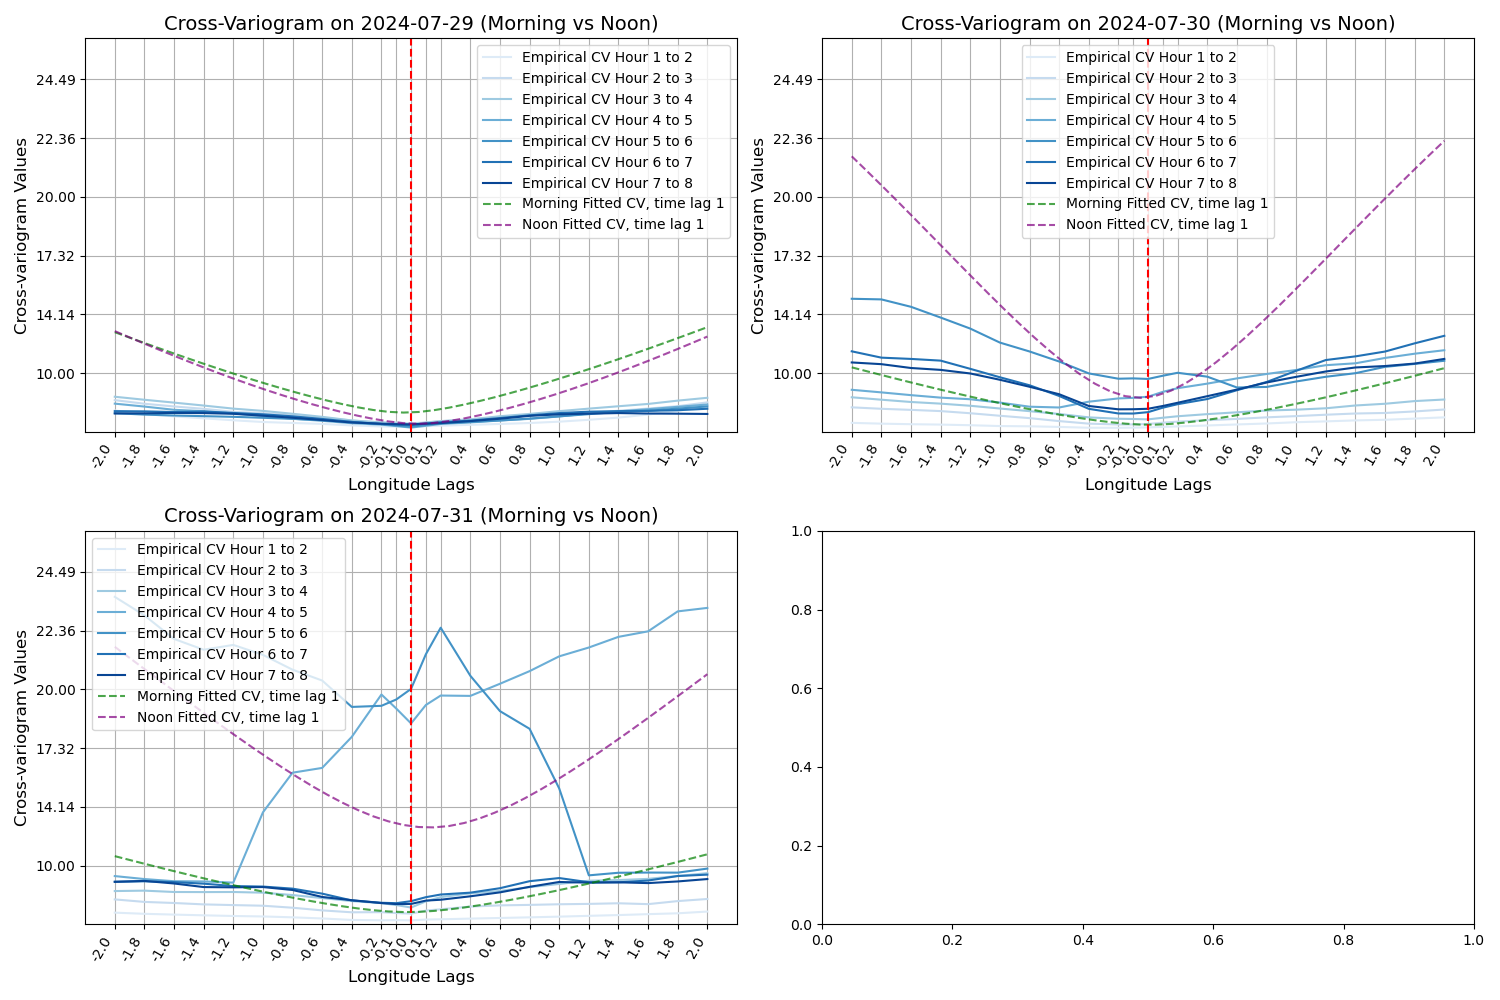 Cross-Variogram on 2024-07-29 (Morning vs Noon)
Cross-variogram Values
24.49
22.36
20.00
17.32
14.14
10.00
Empirical CV Hour 1 to 2
Empirical CV Hour 2 to 3
Empirical CV Hour 3 to 4
Empirical CV Hour 4 to 5
Empirical CV Hour 5 to 6
Empirical CV Hour 6 to 7
Empirical CV Hour 7 to 8
Morning Fitted CV, time lag 1
Noon Fitted CV, time lag 1
-2.0 -1.8 -1.6 -1.4 -1.2 -1.0 -0.8 -0.6 -0.4 -0.2 -0.1 0.0 0.1 0.2 0.4 0.6 0.8 1.0 1.2 1.4 1.6 1.8 2.0
Longitude Lags
Cross-Variogram on 2024-07-30 (Morning vs Noon)
Cross-variogram Values
24.49
22.36
20.00
17.32
14.14
10.00
Empirical CV Hour 1 to 2
Empirical CV Hour 2 to 3
Empirical CV Hour 3 to 4
Empirical CV Hour 4 to 5
Empirical CV Hour 5 to 6
Empirical CV Hour 6 to 7
Empirical CV Hour 7 to 8
Morning Fitted CV, time lag 1
Noon Fitted CV, time lag 1
-2.0 -1.8 -1.6 -1.4 -1.2 -1.0 -0.8 -0.6 -0.4 -0.2 -0.1 0.0 0.1 0.2 0.4 0.6 0.8 1.0 1.2 1.4 1.6 1.8 2.0
Longitude Lags
Cross-Variogram on 2024-07-31 (Morning vs Noon)
Cross-variogram Values
24.49
22.36
20.00
17.32
14.14
10.00
Empirical CV Hour 1 to 2
Empirical CV Hour 2 to 3
Empirical CV Hour 3 to 4
Empirical CV Hour 4 to 5
Empirical CV Hour 5 to 6
Empirical CV Hour 6 to 7
Empirical CV Hour 7 to 8
Morning Fitted CV, time lag 1
Noon Fitted CV, time lag 1
-2.0 -1.8 -1.6 -1.4 -1.2 -1.0 -0.8 -0.6 -0.4 -0.2 -0.1 0.0 0.1 0.2 0.4 0.6 0.8 1.0 1.2 1.4 1.6 1.8 2.0
Longitude Lags
1.0
0.8
0.6
0.4
0.2
0.0
0.0 0.2 0.4 0.6 0.8 1.0